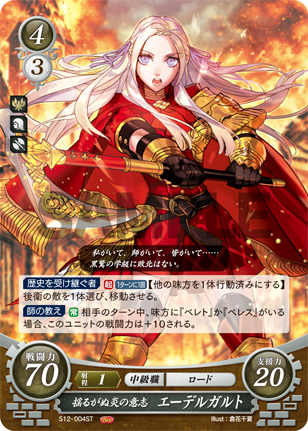 4
3
私がいて、師がいて、皆がいて……
黒鷲の学級に敗北はない。
歴史を受け継ぐ者 起 1ターンに1回 【他の味方を1体行動済みにする】
後衛の敵を1体選び、移動させる。
師の教え 常 相手のターン中、味方に「ベレト」か「ベレス」がい
る場合、このユニットの戦闘力は+10される。
戦闘力 70
射程 1 中級職 ロード
支援力 20
揺るがぬ炎の意志 エーデルガルト
S12-004ST
Illust:倉花千夏